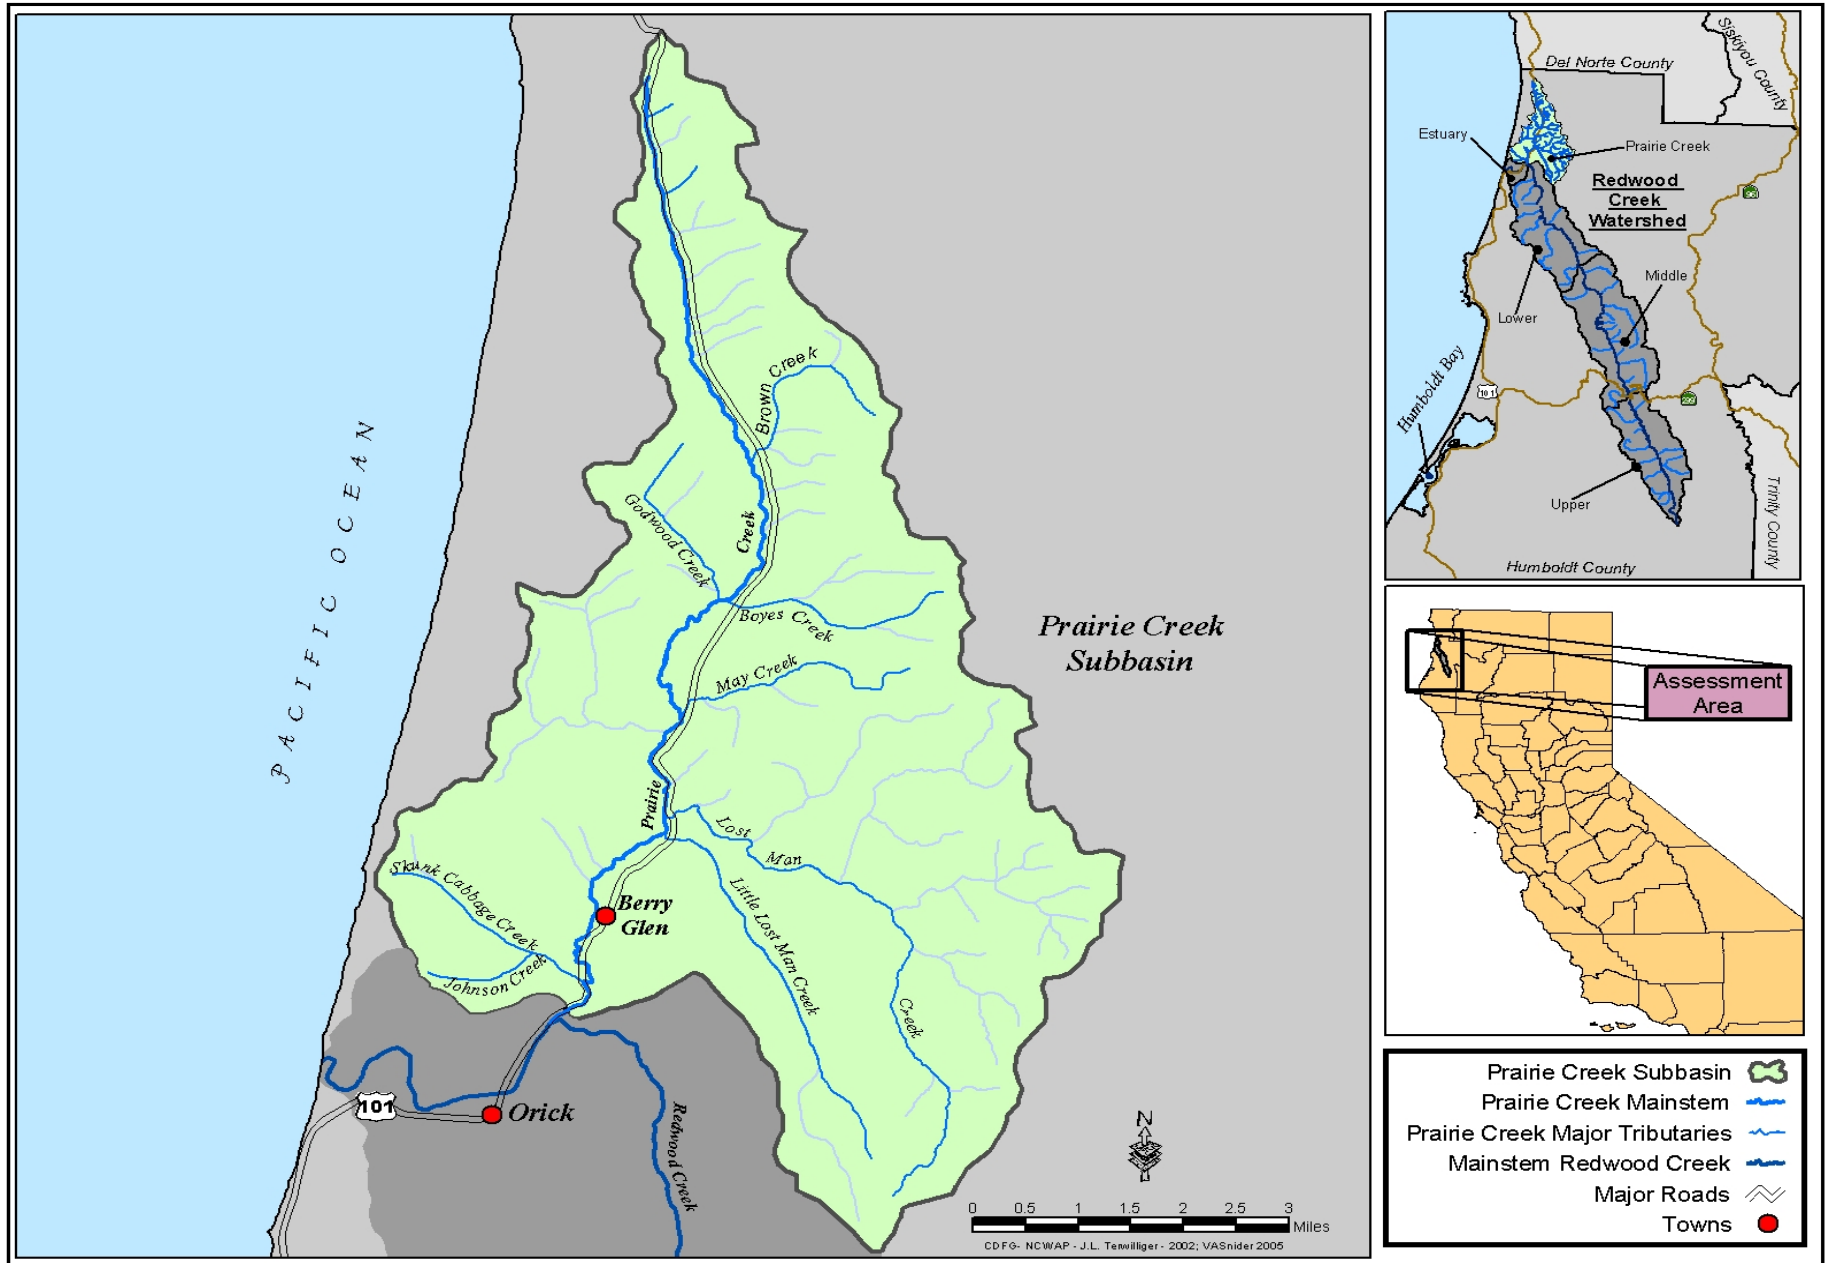 PACIFIC OCEAN
Brown Creek
Godwood Creek
Creek
Boyes Creek
May Creek
Prairie Creek
Subbasin
Prairie
Lost
Man
Creek
Little Lost Man Creek
Skunk Cabbage Creek
Johnson Creek
Berry
Glen
101
Orick
Redwood Creek
N
0 0.5 1 1.5 2 2.5 3
Miles
CDFG- NCWAP - J.L. Terwilliger - 2002; VASnider 2005
Siskiyou County
Del Norte County
Estuary
Prairie Creek
Redwood
Creek
Watershed
Middle
Lower
Humboldt Bay
101
Upper
Trinity County
Humboldt County
Assessment
Area
Prairie Creek Subbasin
Prairie Creek Mainstem
Prairie Creek Major Tributaries
Mainstem Redwood Creek
Major Roads
Towns